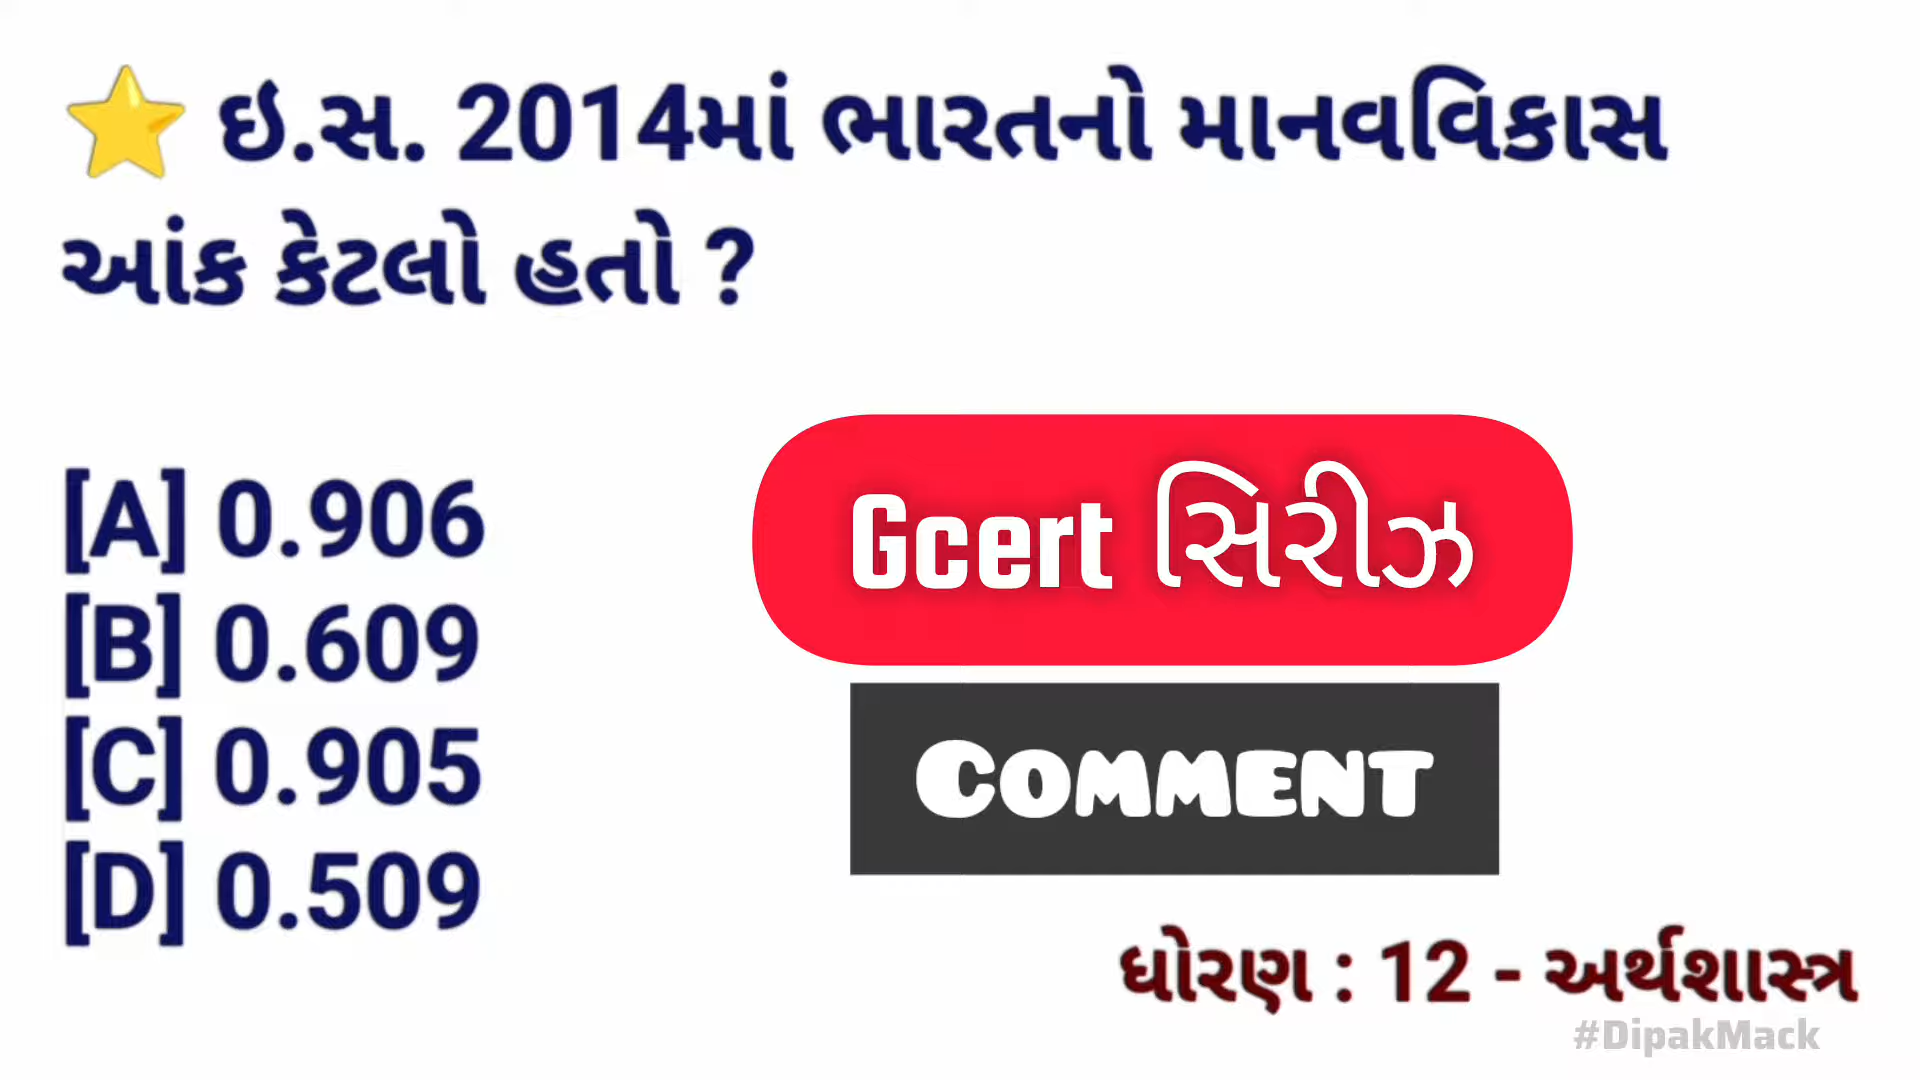 ⭐ ઇ.સ. 2014માં ભારતનો માનવવિકાસ
આંક કેટલો હતો ?
[A] 0.906
[B] 0.609
[C] 0.905
[D] 0.509
Gcert સિરીઝ
COMMENT
ધોરણ : 12 - અર્થશાસ્ત્ર
#DipakMack